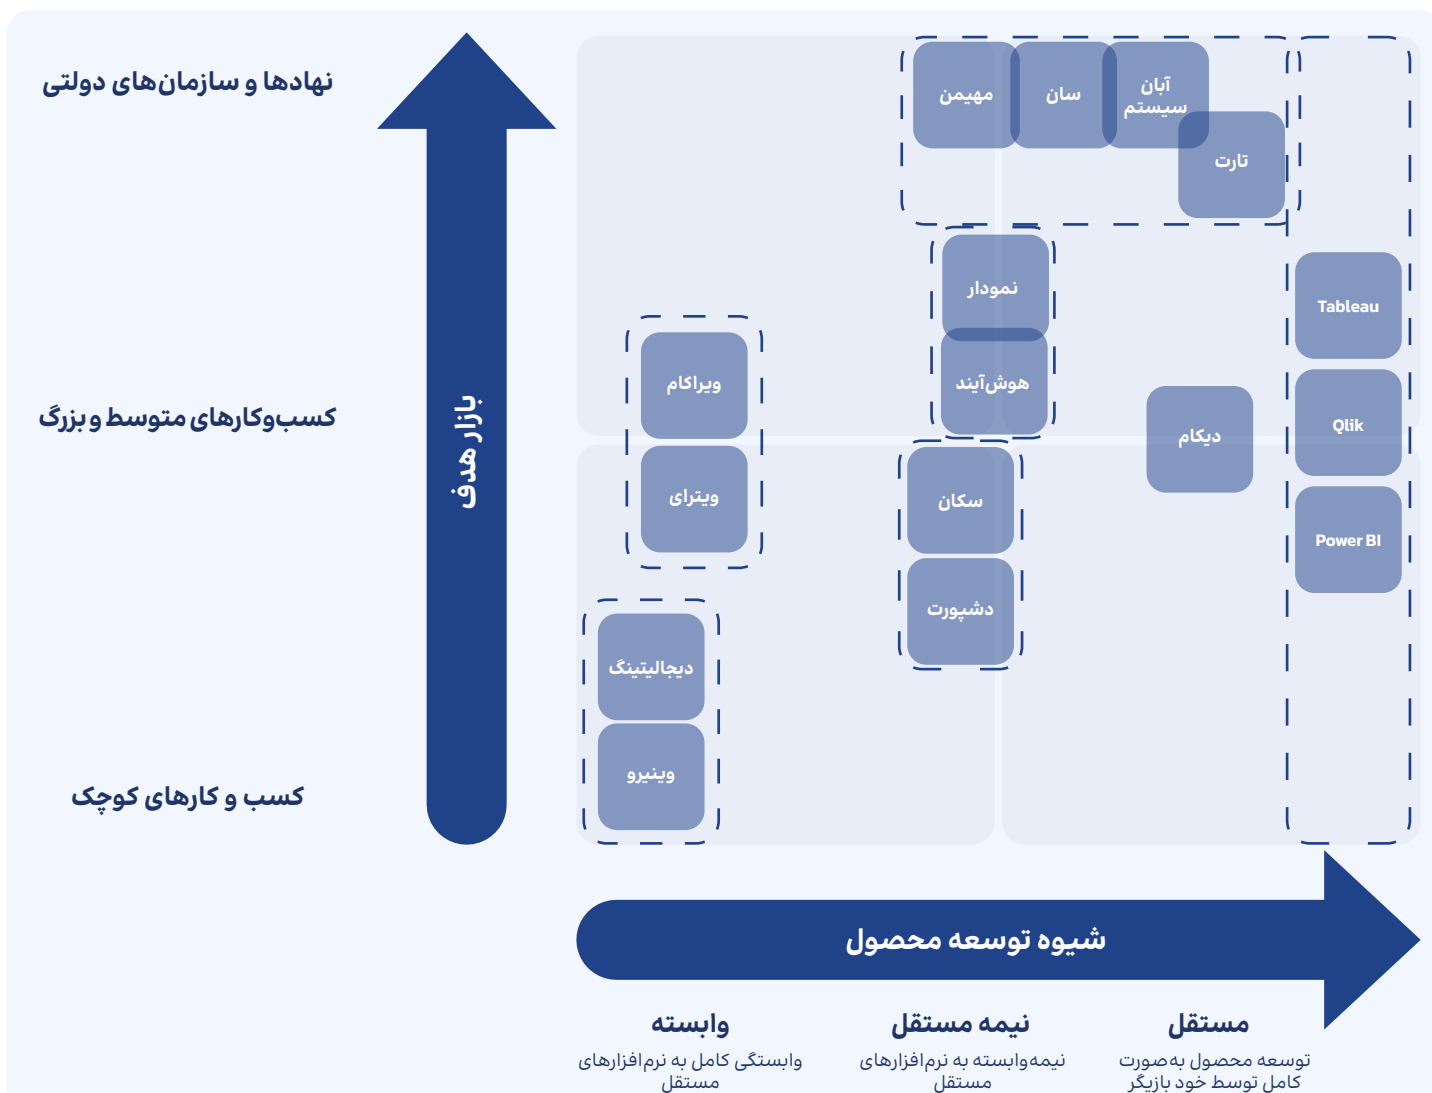 نهادها و سازمان‌های دولتی
مهیمن
سان
آبان
سیستم
تارت
نمودار
Tableau
ویراکام
هوش‌آیند
Qlik
کسب‌وکارهای متوسط و بزرگ
بازار هدف
دیکام
ویترای
سکان
Power BI
دشپورت
دیجالیتینگ
وینیرو
کسب و کارهای کوچک
شیوه توسعه محصول
مستقل
توسعه محصول به‌صورت
کامل توسط خود بازیگر
نیمه مستقل
نیمه‌وابسته به نرم‌افزارهای
مستقل
وابسته
وابستگی کامل به نرم‌افزارهای
مستقل